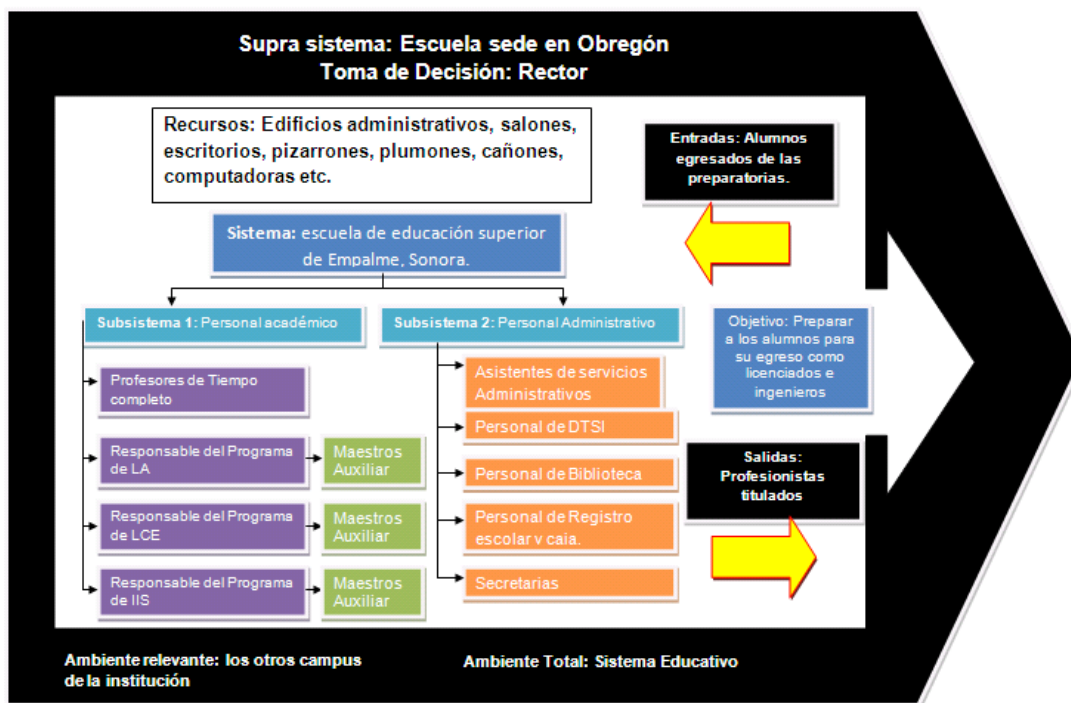 Supra sistema: Escuela sede en Obregón
Toma de Decisión: Rector
Recursos: Edificios administrativos, salones,
escritorios, pizarrones, plumones, cañones,
computadoras etc.
Entradas: Alumnos
egresados de las
preparatorias.
Sistema: escuela de educación superior
de Empalme, Sonora.
Subsistema 1: Personal académico
Subsistema 2: Personal Administrativo
Objetivo: Preparar
a los alumnos para
su egreso como
licenciados e
ingenieros
Profesores de Tiempo
completo
Responsable del Programa
de LA
Maestros
Auxiliar
Responsable del Programa
de LCE
Maestros
Auxiliar
Responsable del Programa
de IIS
Maestros
Auxiliar
Asistentes de servicios
Administrativos
Personal de DTSI
Personal de Biblioteca
Personal de Registro
escolar y caja.
Secretarias
Salidas:
Profesionistas
titulados
Ambiente relevante: los otros campus
de la institución
Ambiente Total: Sistema Educativo